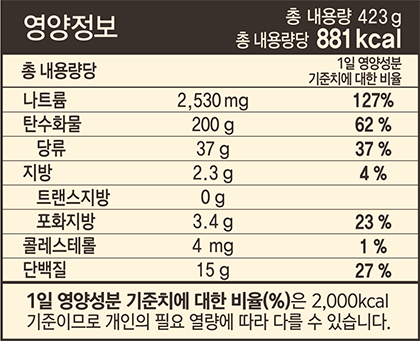 영양정보
총 내용량 423 g
총 내용량당 881 kcal
총 내용량당 1일 영양성분 기준치에 대한 비율
나트륨 2,530 mg 127%
탄수화물 200 g 62 %
당류 37 g 37 %
지방 2.3 g 4 %
트랜스지방 0 g
포화지방 3.4 g 23 %
콜레스테롤 4 mg 1 %
단백질 15 g 27 %
1일 영양성분 기준치에 대한 비율(%)은 2,000kcal
기준이므로 개인의 필요 열량에 따라 다를 수 있습니다.